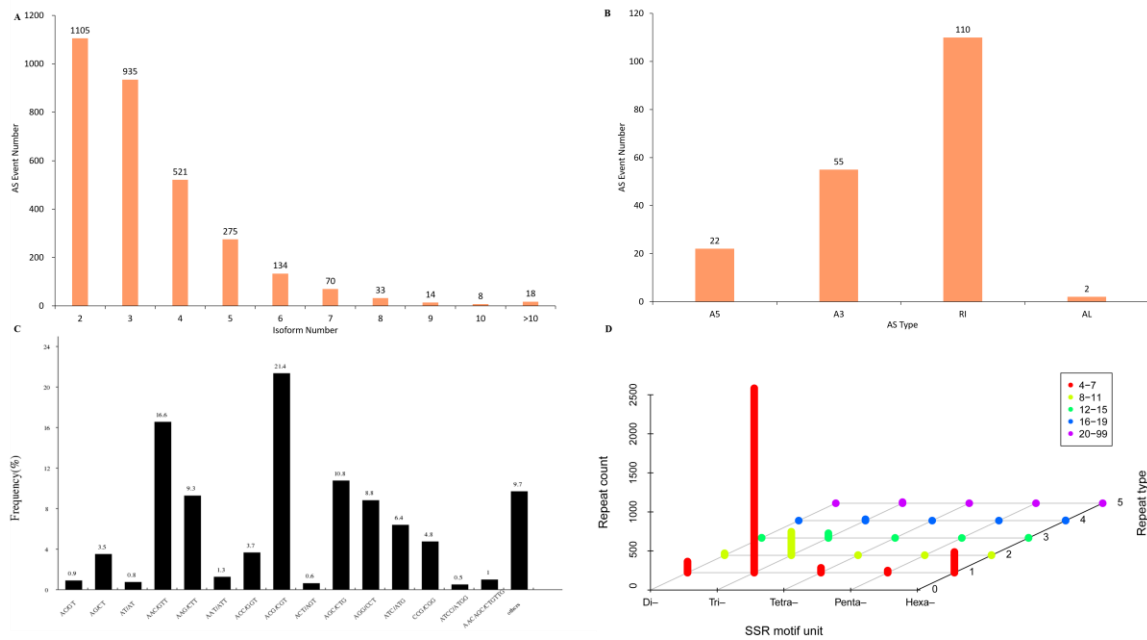 A
1200
1000
800
600
400
200
0
AS Event Number
1105
935
521
275
134
70
33
14
8
18
2
3
4
5
6
7
8
9
10
>10
Isoform Number
B
120
100
80
60
40
20
0
AS Event Number
22
55
110
2
A5
A3
RI
AL
AS Type
C
24
20
16
12
8
4
0
Frequency(%)
0.9
3.5
0.8
16.6
9.3
1.3
3.7
21.4
0.6
10.8
8.8
6.4
4.8
0.5
1
9.7
AC/GT
AG/CT
AT/AT
AAC/GTT
AAG/CTT
AAT/ATT
ACC/GGT
ACG/CGT
ACT/AGT
AGC/CTG
AGG/CCT
ATC/ATG
CCG/CGG
ATCC/ATGG
AACAGC/CTGTTG
others
D
4−7
8−11
12−15
16−19
20−99
2500
2000
1500
1000
500
0
Repeat count
Di−
Tri−
Tetra−
Penta−
Hexa−
SSR motif unit
0
1
2
3
4
5
Repeat type